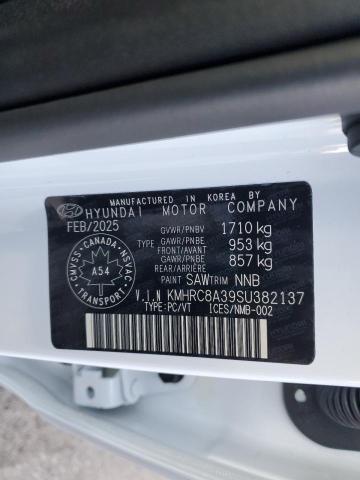 MANUFACTURED IN KOREA BY
HYUNDAI MOTOR COMPANY
FEB/2025
GVWR/PNBV 1710 kg
TYPE GAWR/PNBE FRONT/AVANT 953 kg
GAWR/PNBE REAR/ARRIÈRE 857 kg
CMVSS · CANADA · NSVAC
A54
TRANSPORT
PAINT SAW TRIM NNB
V.I.N KMHRC8A39SU382137
TYPE-PC/VT ICES/NMB-002